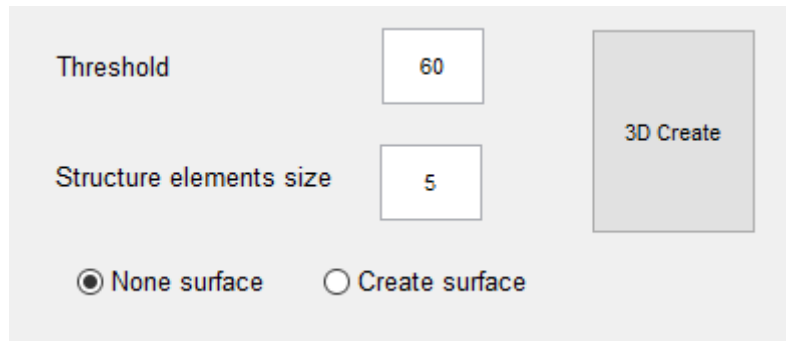 Threshold
60
3D Create
Structure elements size
5
None surface
Create surface